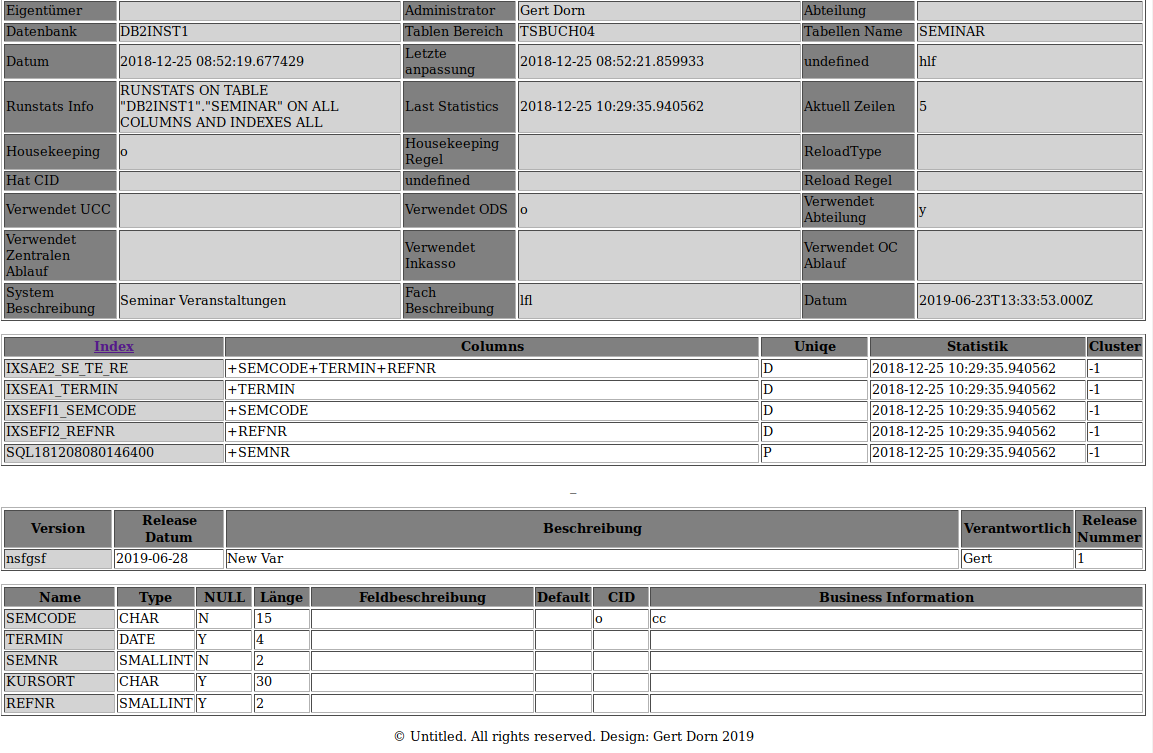 Eigentümer Administrator Gert Dorn Abteilung
Datenbank DB2INST1 Tablen Bereich TSBUCH04 Tabellen Name SEMINAR
Datum 2018-12-25 08:52:19.677429 Letzte anpassung 2018-12-25 08:52:21.859933 undefined hlf
Runstats Info RUNSTATS ON TABLE
"DB2INST1"."SEMINAR" ON ALL
COLUMNS AND INDEXES ALL Last Statistics 2018-12-25 10:29:35.940562 Aktuell Zeilen 5
Housekeeping o Housekeeping Regel ReloadType
Hat CID undefined Reload Regel
Verwendet UCC Verwendet ODS o Verwendet Abteilung y
Verwendet Zentralen Ablauf Verwendet Inkasso Verwendet OC Ablauf
System Beschreibung Seminar Veranstaltungen Fach Beschreibung lfl Datum 2019-06-23T13:33:53.000Z
Index Columns Uniqe Statistik Cluster
IXSAE2_SE_TE_RE +SEMCODE+TERMIN+REFNR D 2018-12-25 10:29:35.940562 -1
IXSEA1_TERMIN +TERMIN D 2018-12-25 10:29:35.940562 -1
IXSEFI1_SEMCODE +SEMCODE D 2018-12-25 10:29:35.940562 -1
IXSEFI2_REFNR +REFNR D 2018-12-25 10:29:35.940562 -1
SQL181208080146400 +SEMNR P 2018-12-25 10:29:35.940562 -1
_
Version Release Datum Beschreibung Verantwortlich Release Nummer
nsfgsf 2019-06-28 New Var Gert 1
Name Type NULL Länge Feldbeschreibung Default CID Business Information
SEMCODE CHAR N 15 o cc
TERMIN DATE Y 4
SEMNR SMALLINT N 2
KURSORT CHAR Y 30
REFNR SMALLINT Y 2
© Untitled. All rights reserved. Design: Gert Dorn 2019